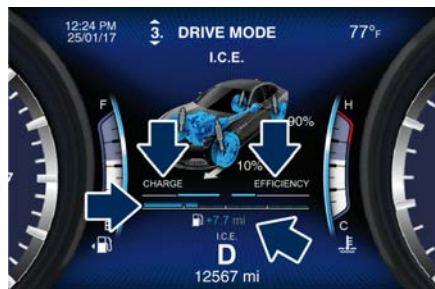 12:24 PM
25/01/17
3. DRIVE MODE
77°F
I.C.E.
F
H
90%
10%
CHARGE
EFFICIENCY
E
C
+7.7 mi
I.C.E.
D
12567 mi